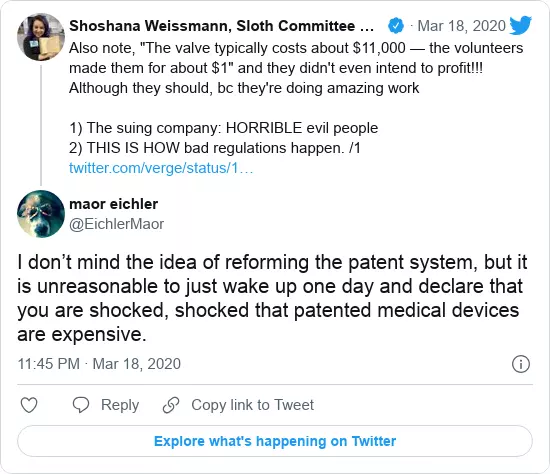 Shoshana Weissmann, Sloth Committee ... · Mar 18, 2020
Also note, "The valve typically costs about $11,000 — the volunteers
made them for about $1" and they didn't even intend to profit!!!
Although they should, bc they're doing amazing work
1) The suing company: HORRIBLE evil people
2) THIS IS HOW bad regulations happen. /1
twitter.com/verge/status/1…
maor eichler
@EichlerMaor
I don’t mind the idea of reforming the patent system, but it
is unreasonable to just wake up one day and declare that
you are shocked, shocked that patented medical devices
are expensive.
11:45 PM · Mar 18, 2020
Reply
Copy link to Tweet
Explore what's happening on Twitter